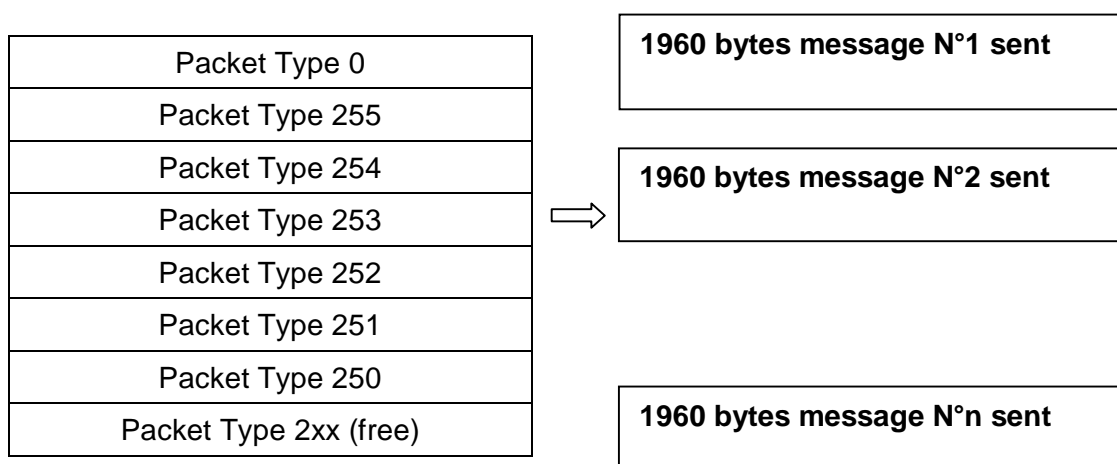 Packet Type 0
Packet Type 255
Packet Type 254
Packet Type 253
Packet Type 252
Packet Type 251
Packet Type 250
Packet Type 2xx (free)
1960 bytes message N°1 sent
1960 bytes message N°2 sent
1960 bytes message N°n sent